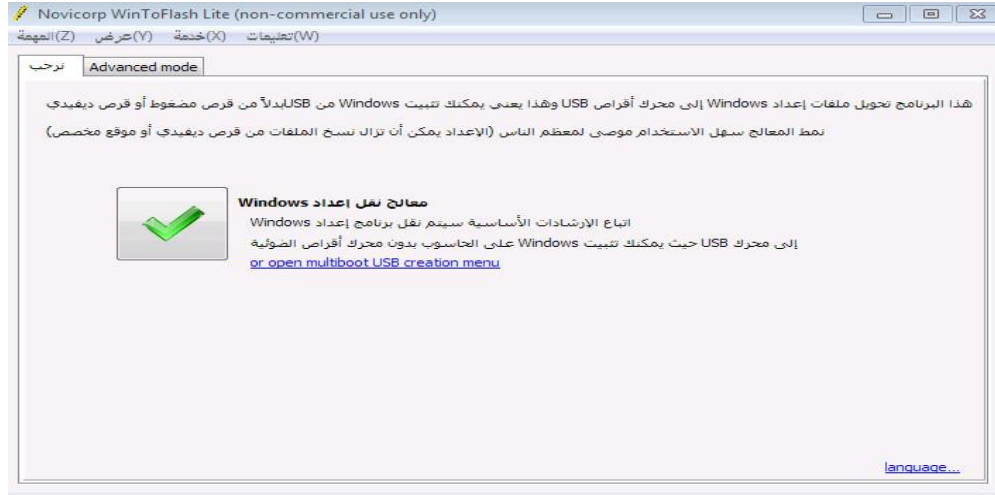 Novicorp WinToFlash Lite (non-commercial use only)
المهمة(Z) عرض(Y) خدمة(X) تعليمات(W)
نرحب Advanced mode
هذا البرنامج تحويل ملفات إعداد Windows إلى محرك أقراص USB وهذا يعني يمكنك تثبيت Windows من USBبدلاً من قرص مضغوط أو قرص ديفيدي
نمط المعالج سهل الاستخدام موصى لمعظم الناس (الإعداد يمكن أن تزال نسخ الملفات من قرص ديفيدي أو موقع مخصص)
معالج نقل إعداد Windows
اتباع الإرشادات الأساسية سيتم نقل برنامج إعداد Windows
إلى محرك USB حيث يمكنك تثبيت Windows على الحاسوب بدون محرك أقراص الضوئية
or open multiboot USB creation menu
language...